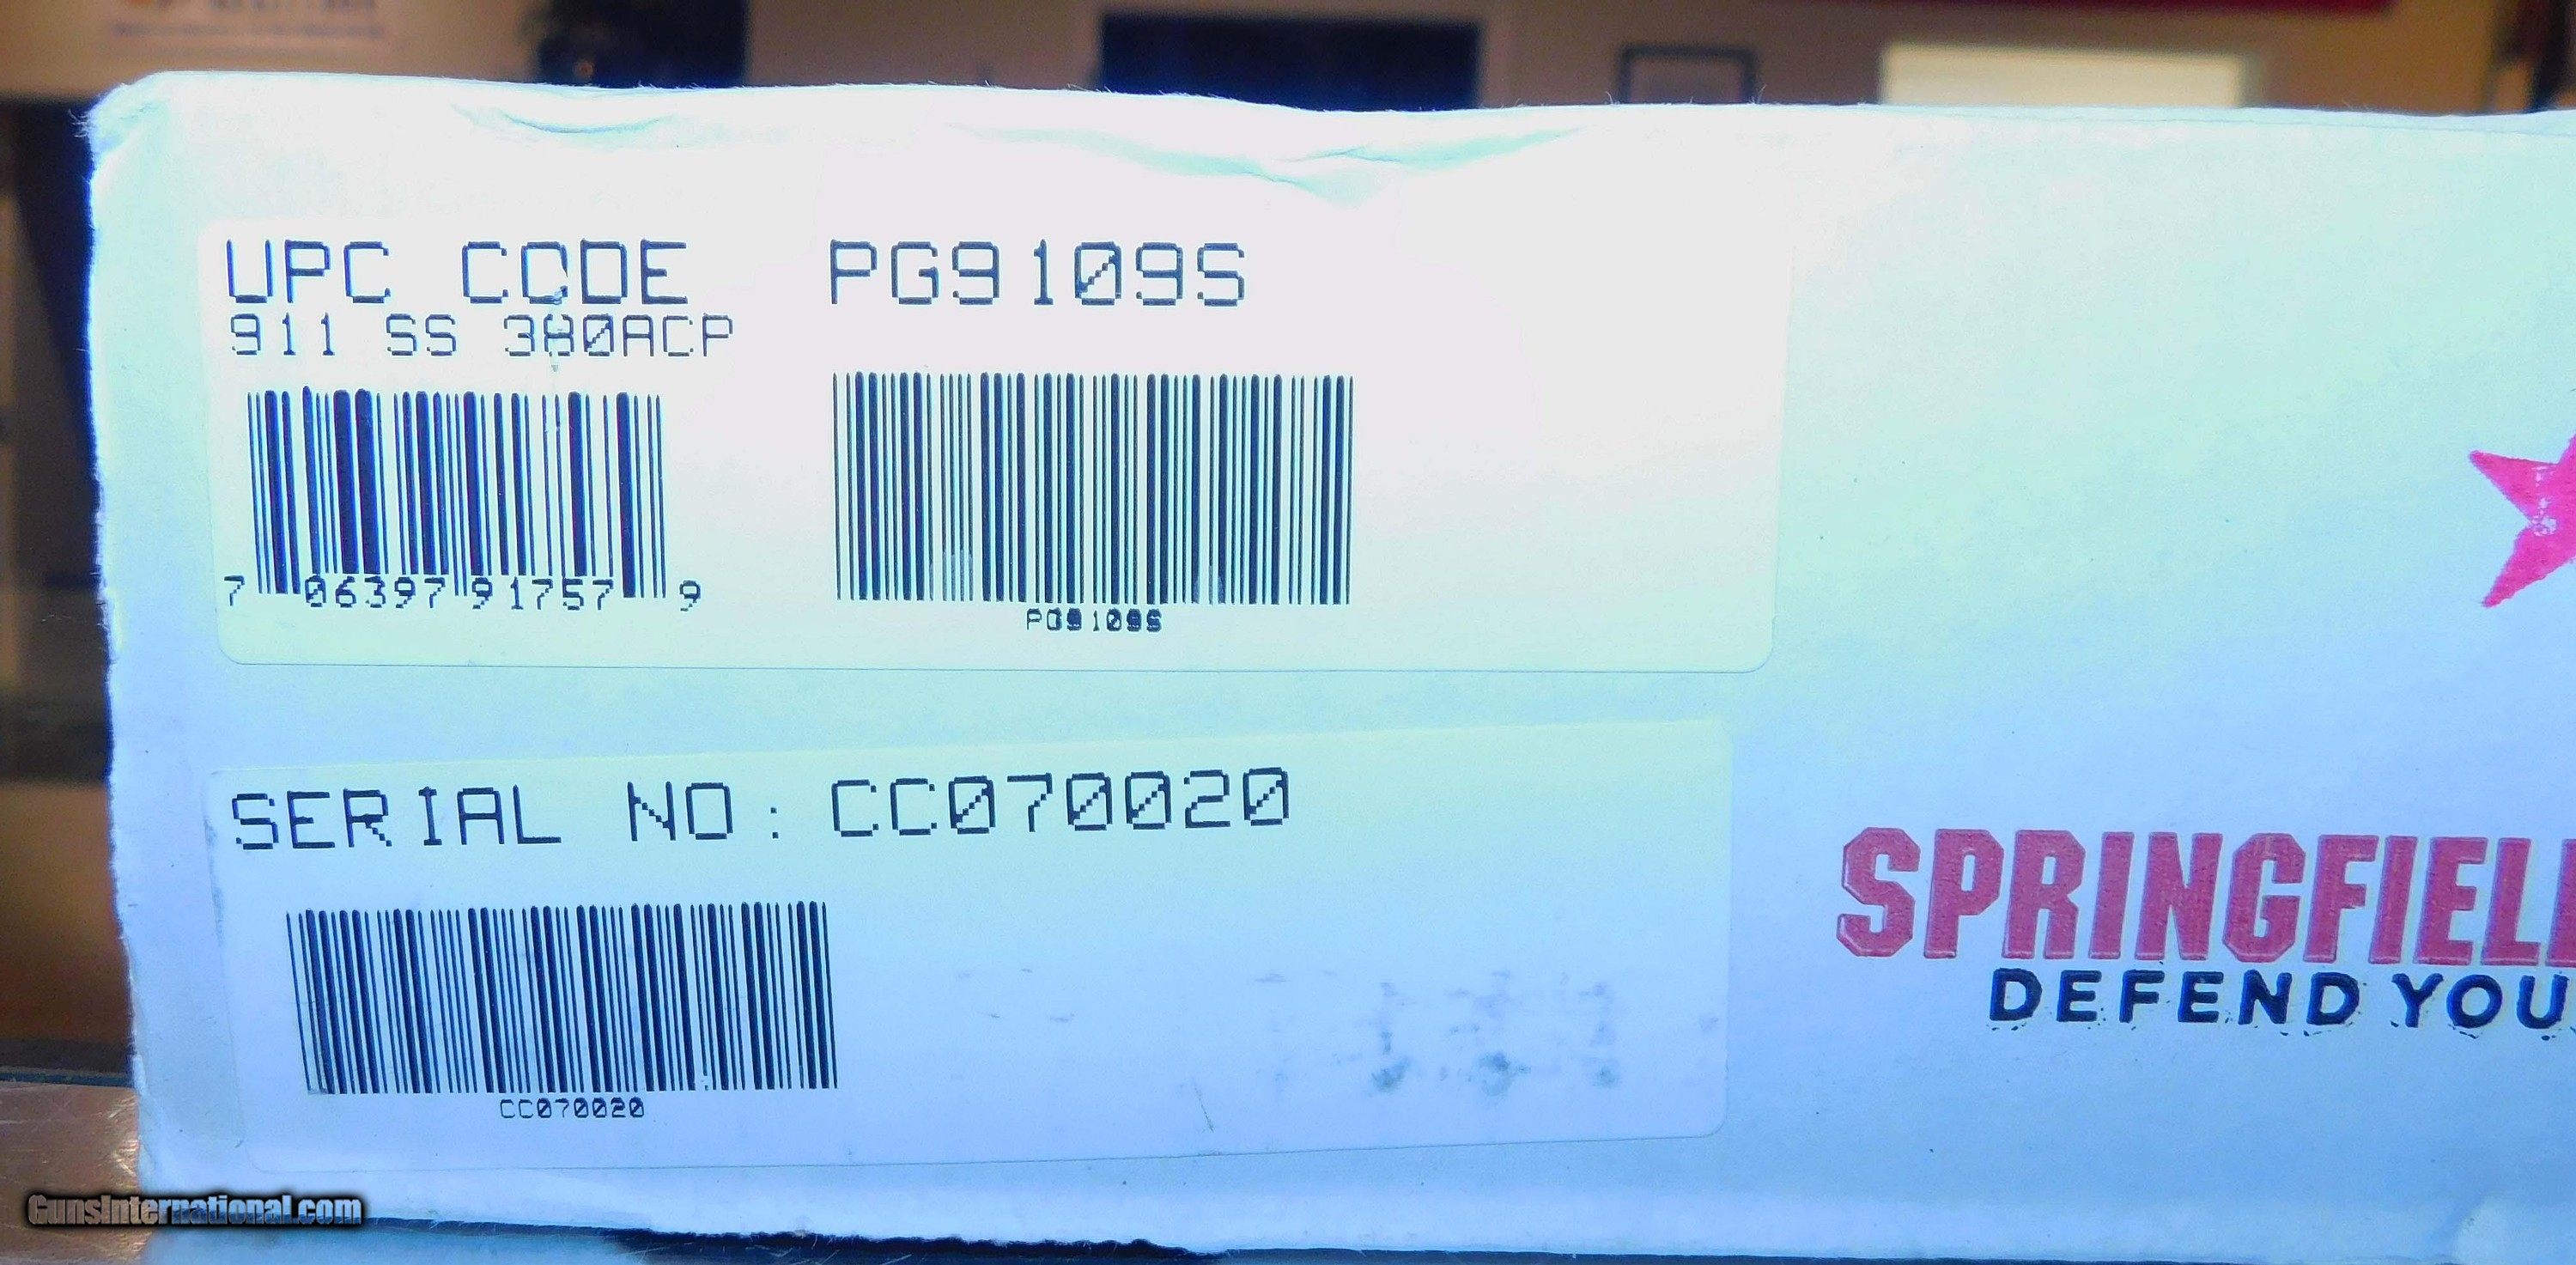 UPC CODE PG9109S
911 SS 380ACP
7 06397 91757 9
PG9109S
SERIAL NO: CC070020
CC070020
SPRINGFIEL
DEFEND YOU
GunsInternational.com